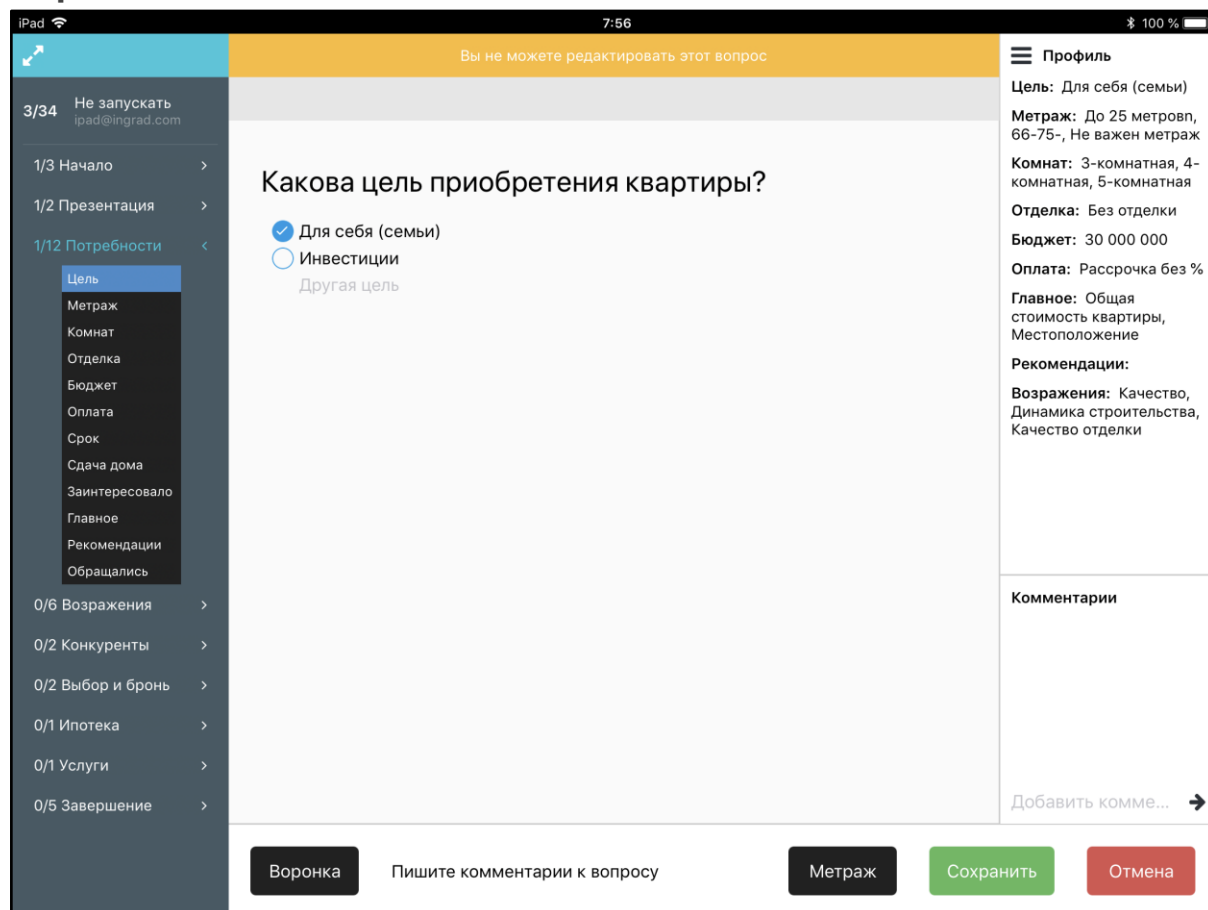 iPad 7:56 100 %
Вы не можете редактировать этот вопрос
3/34 Не запускать
ipad@ingrad.com
1/3 Начало
1/2 Презентация
1/12 Потребности
Цель
Метраж
Комнат
Отделка
Бюджет
Оплата
Срок
Сдача дома
Заинтересовало
Главное
Рекомендации
Обращались
0/6 Возражения
0/2 Конкуренты
0/2 Выбор и бронь
0/1 Ипотека
0/1 Услуги
0/5 Завершение
Какова цель приобретения квартиры?
Для себя (семьи)
Инвестиции
Другая цель
Профиль
Цель: Для себя (семьи)
Метраж: До 25 метровn,
66-75-, Не важен метраж
Комнат: 3-комнатная, 4-
комнатная, 5-комнатная
Отделка: Без отделки
Бюджет: 30 000 000
Оплата: Рассрочка без %
Главное: Общая
стоимость квартиры,
Местоположение
Рекомендации:
Возражения: Качество,
Динамика строительства,
Качество отделки
Комментарии
Добавить комме...
Воронка Пишите комментарии к вопросу Метраж Сохранить Отмена